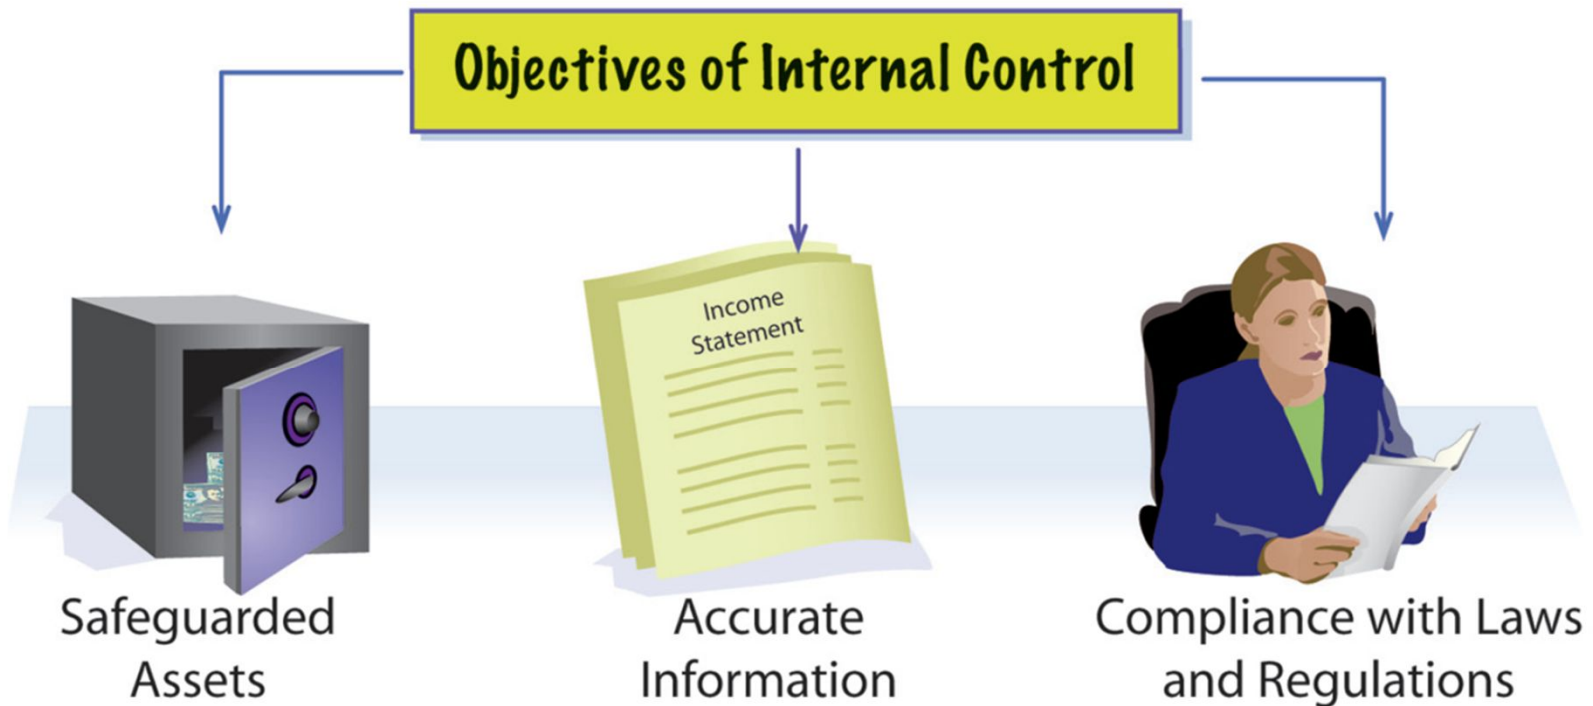 Objectives of Internal Control
Income
Statement
Safeguarded
Assets
Accurate
Information
Compliance with Laws
and Regulations